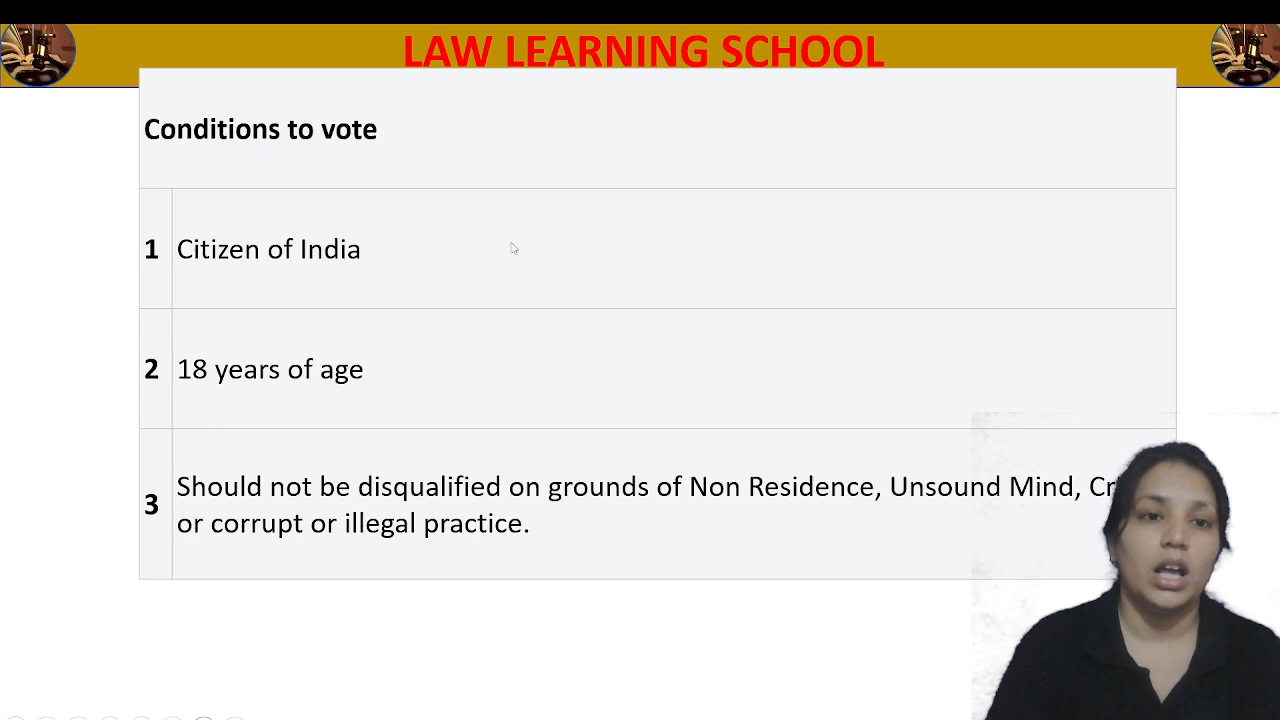 LAW LEARNING SCHOOL
Conditions to vote
1 Citizen of India
2 18 years of age
3 Should not be disqualified on grounds of Non Residence, Unsound Mind,
or corrupt or illegal practice.